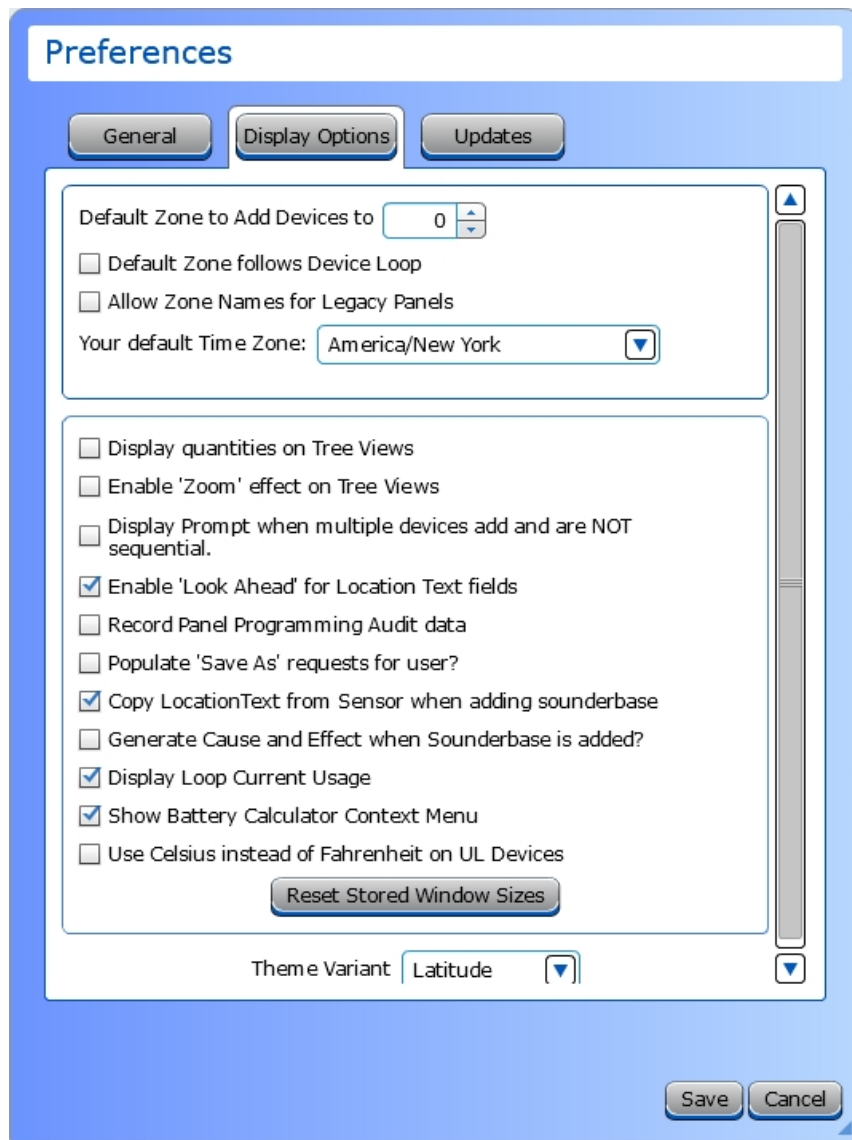 Preferences
General
Display Options
Updates
Default Zone to Add Devices to 0
Default Zone follows Device Loop
Allow Zone Names for Legacy Panels
Your default Time Zone: America/New York
Display quantities on Tree Views
Enable 'Zoom' effect on Tree Views
Display Prompt when multiple devices add and are NOT
sequential.
Enable 'Look Ahead' for Location Text fields
Record Panel Programming Audit data
Populate 'Save As' requests for user?
Copy LocationText from Sensor when adding sounderbase
Generate Cause and Effect when Sounderbase is added?
Display Loop Current Usage
Show Battery Calculator Context Menu
Use Celsius instead of Fahrenheit on UL Devices
Reset Stored Window Sizes
Theme Variant Latitude
Save
Cancel